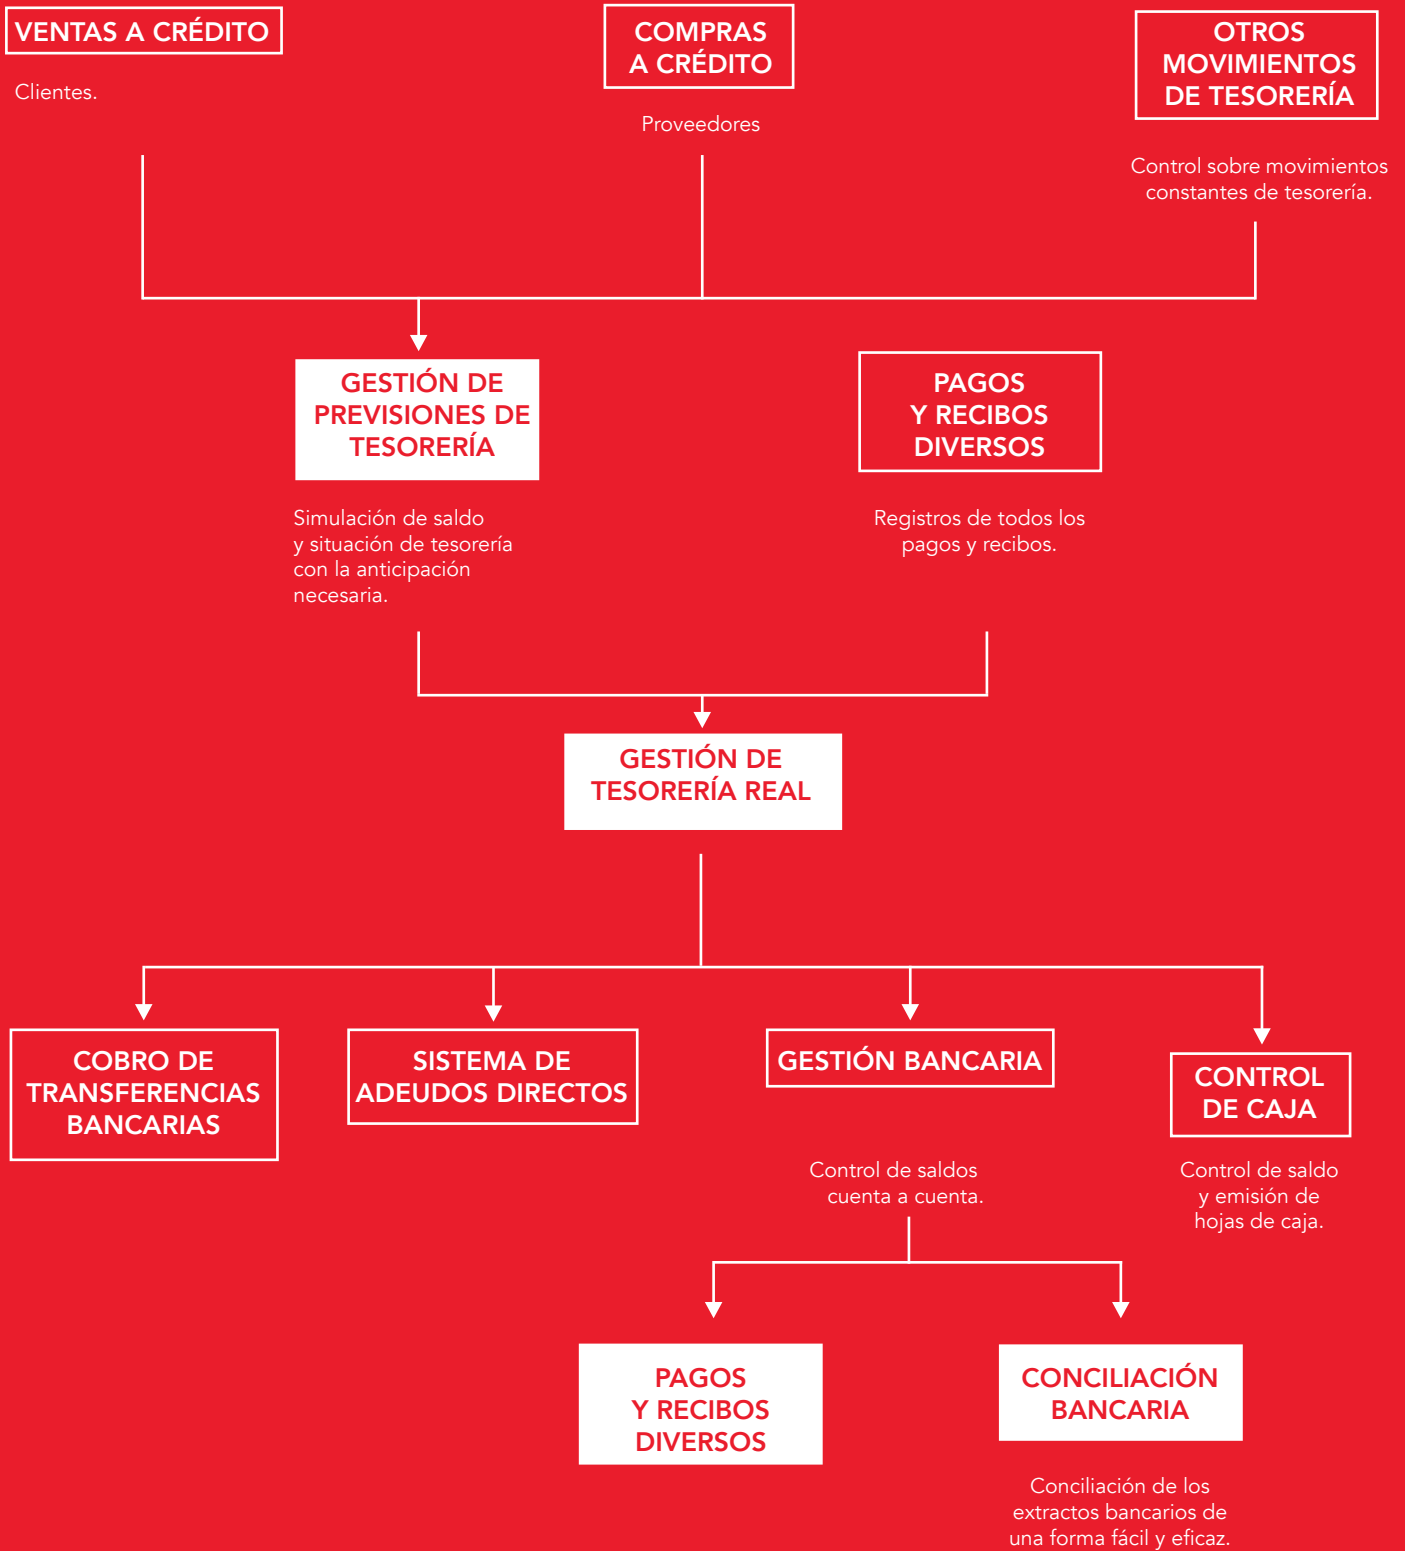 VENTAS A CRÉDITO
Clientes.
COMPRAS
A CRÉDITO
Proveedores
OTROS
MOVIMIENTOS
DE TESORERÍA
Control sobre movimientos
constantes de tesorería.
GESTIÓN DE
PREVISIONES DE
TESORERÍA
Simulación de saldo
y situación de tesorería
con la anticipación
necesaria.
PAGOS
Y RECIBOS
DIVERSOS
Registros de todos los
pagos y recibos.
GESTIÓN DE
TESORERÍA REAL
COBRO DE
TRANSFERENCIAS
BANCARIAS
SISTEMA DE
ADEUDOS DIRECTOS
GESTIÓN BANCARIA
Control de saldos
cuenta a cuenta.
CONTROL
DE CAJA
Control de saldo
y emisión de
hojas de caja.
PAGOS
Y RECIBOS
DIVERSOS
CONCILIACIÓN
BANCARIA
Conciliación de los
extractos bancarios de
una forma fácil y eficaz.